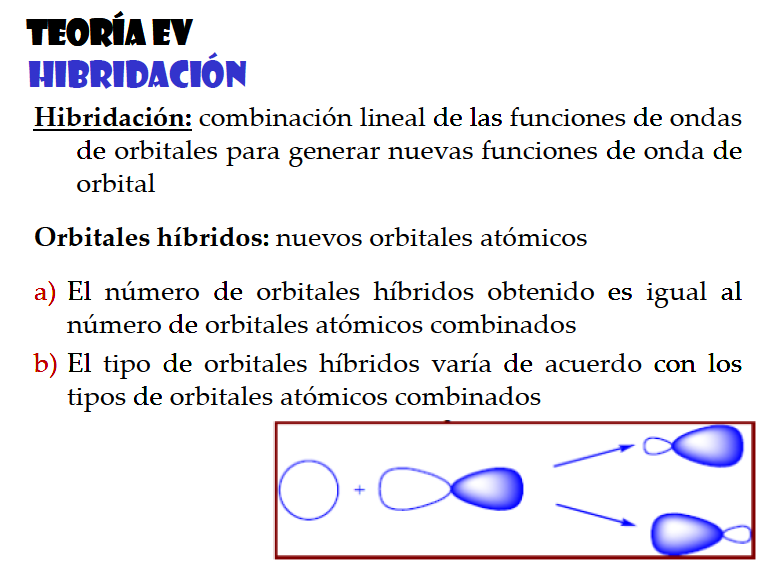 TEORÍA EV
HIBRIDACIÓN
Hibridación: combinación lineal de las funciones de ondas
de orbitales para generar nuevas funciones de onda de
orbital
Orbitales híbridos: nuevos orbitales atómicos
a) El número de orbitales híbridos obtenido es igual al
número de orbitales atómicos combinados
b) El tipo de orbitales híbridos varía de acuerdo con los
tipos de orbitales atómicos combinados
+